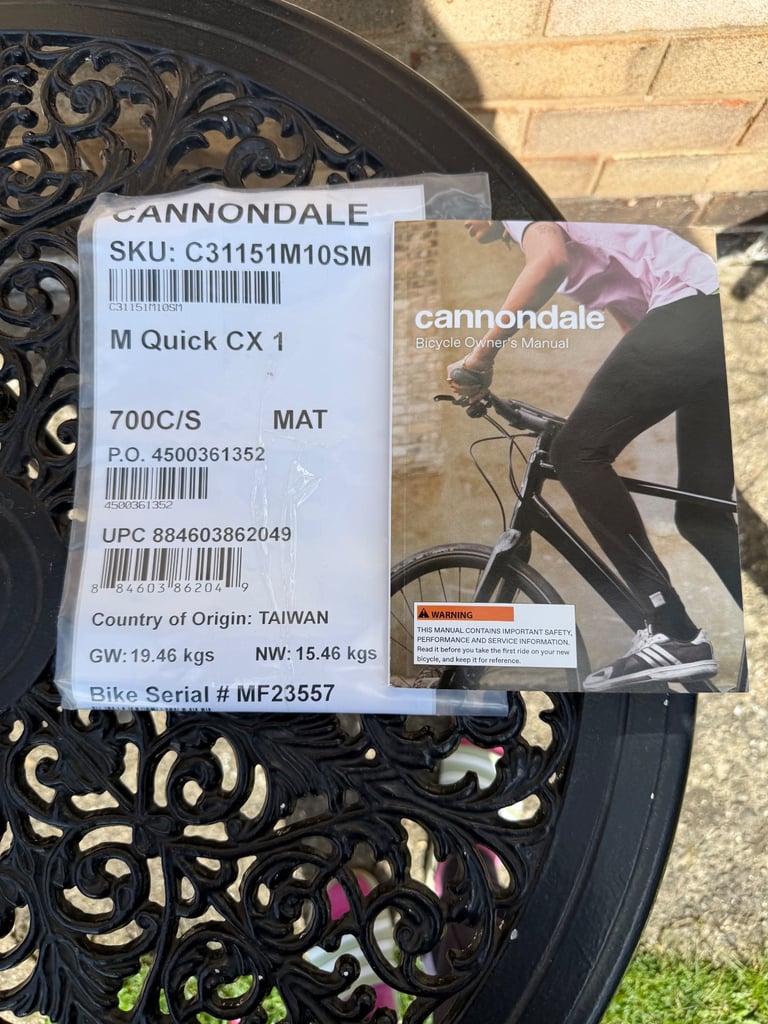 CANNONDALE
SKU: C31151M10SM
C31151M10SM
M Quick CX 1
700C/S MAT
P.O. 4500361352
4500361352
UPC 884603862049
8 84603 86204 9
Country of Origin: TAIWAN
GW: 19.46 kgs NW: 15.46 kgs
Bike Serial # MF23557
cannondale
Bicycle Owner's Manual
WARNING
THIS MANUAL CONTAINS IMPORTANT SAFETY,
PERFORMANCE AND SERVICE INFORMATION.
Read it before you take the first ride on your new
bicycle, and keep it for reference.